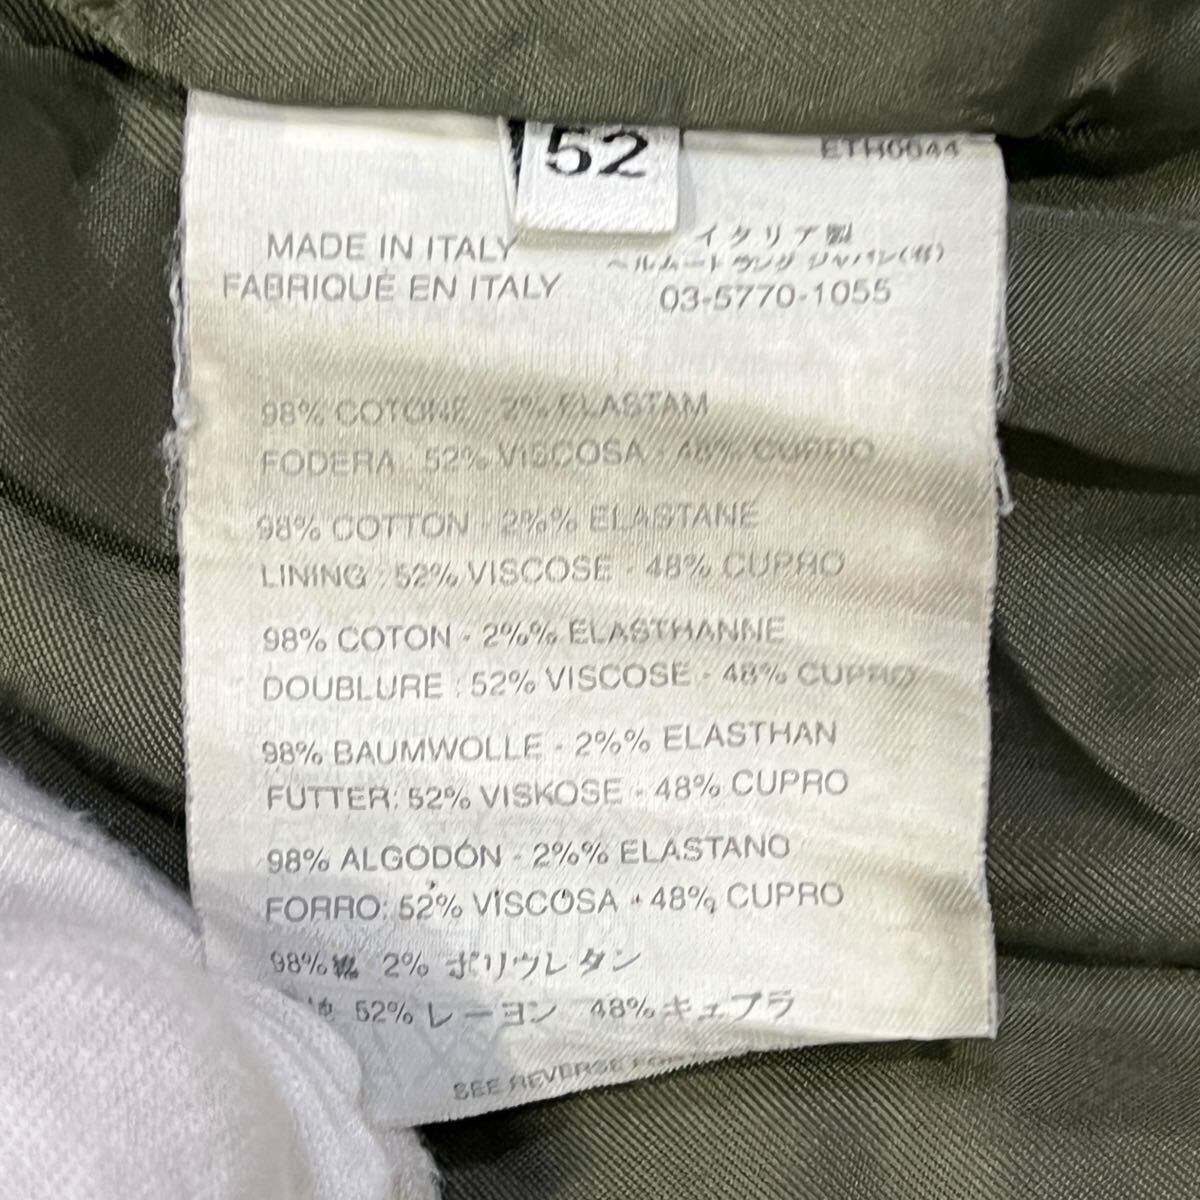 52
ETH6644
MADE IN ITALY
FABRIQUÉ EN ITALY
イタリア製
ヘルムート ラング ジャパン(有)
03-5770-1055
98% COTONE - 2% ELASTAM
FODERA : 52% VISCOSA - 48% CUPRO
98% COTTON - 2%% ELASTANE
LINING : 52% VISCOSE - 48% CUPRO
98% COTON - 2%% ELASTHANNE
DOUBLURE : 52% VISCOSE - 48% CUPRO
98% BAUMWOLLE - 2%% ELASTHAN
FUTTER: 52% VISKOSE - 48% CUPRO
98% ALGODÓN - 2%% ELASTANO
FORRO: 52% VISCOSA - 48% CUPRO
98% 綿 2% ポリウレタン
52% レーヨン 48% キュプラ
SEE REVERSE FOR